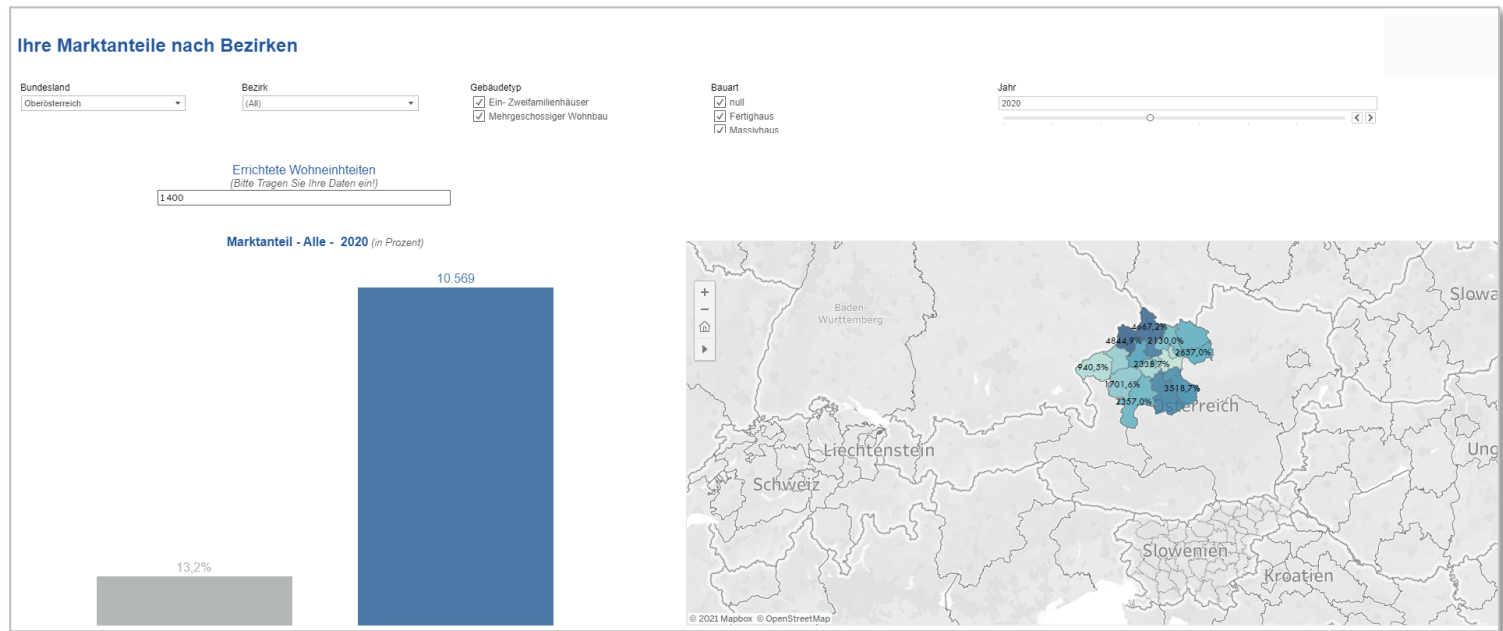 Ihre Marktanteile nach Bezirken
Bundesland
Oberösterreich
Bezirk
(All)
Gebäudetyp
Ein- Zweifamilienhäuser
Mehrgeschossiger Wohnbau
Bauart
null
Fertighaus
Massivhaus
Jahr
2020
Errichtete Wohneinhteiten
(Bitte Tragen Sie Ihre Daten ein!)
1400
Marktanteil - Alle - 2020 (in Prozent)
10.569
13,2%
+
−
Baden-
Württemberg
Slowa
4667,2%
4844,9% 2130,0%
2657,0%
940,5% 2338,7%
1701,6% 3518,7%
2357,0% Österreich
Liechtenstein
Ung
Schweiz
Slowenien
Kroatien
© 2021 Mapbox © OpenStreetMap